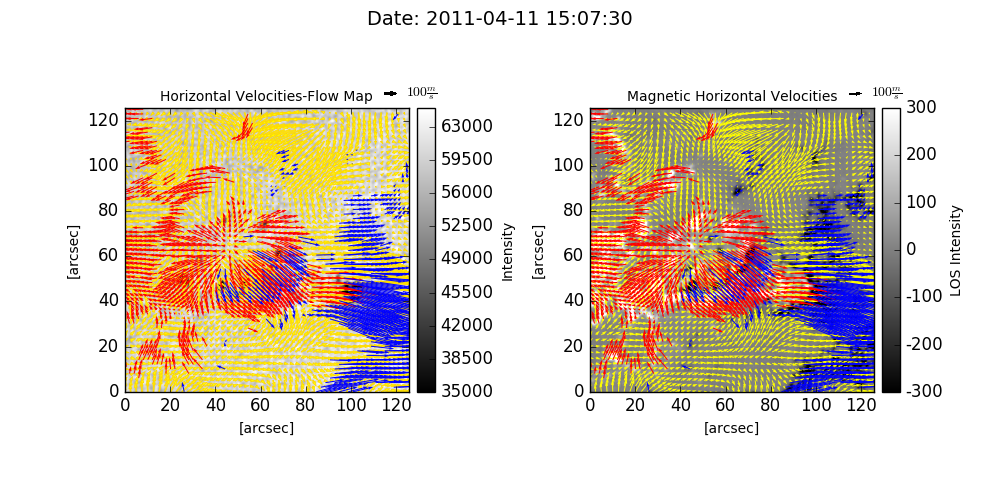 Date: 2011-04-11 15:07:30
Horizontal Velocities-Flow Map
100 m/s
120
100
80
60
40
20
0
[arcsec]
0 20 40 60 80 100 120
[arcsec]
63000
59500
56000
52500
49000
45500
42000
38500
35000
Intensity
Magnetic Horizontal Velocities
100 m/s
120
100
80
60
40
20
0
[arcsec]
0 20 40 60 80 100 120
[arcsec]
300
200
100
0
-100
-200
-300
LOS Intensity